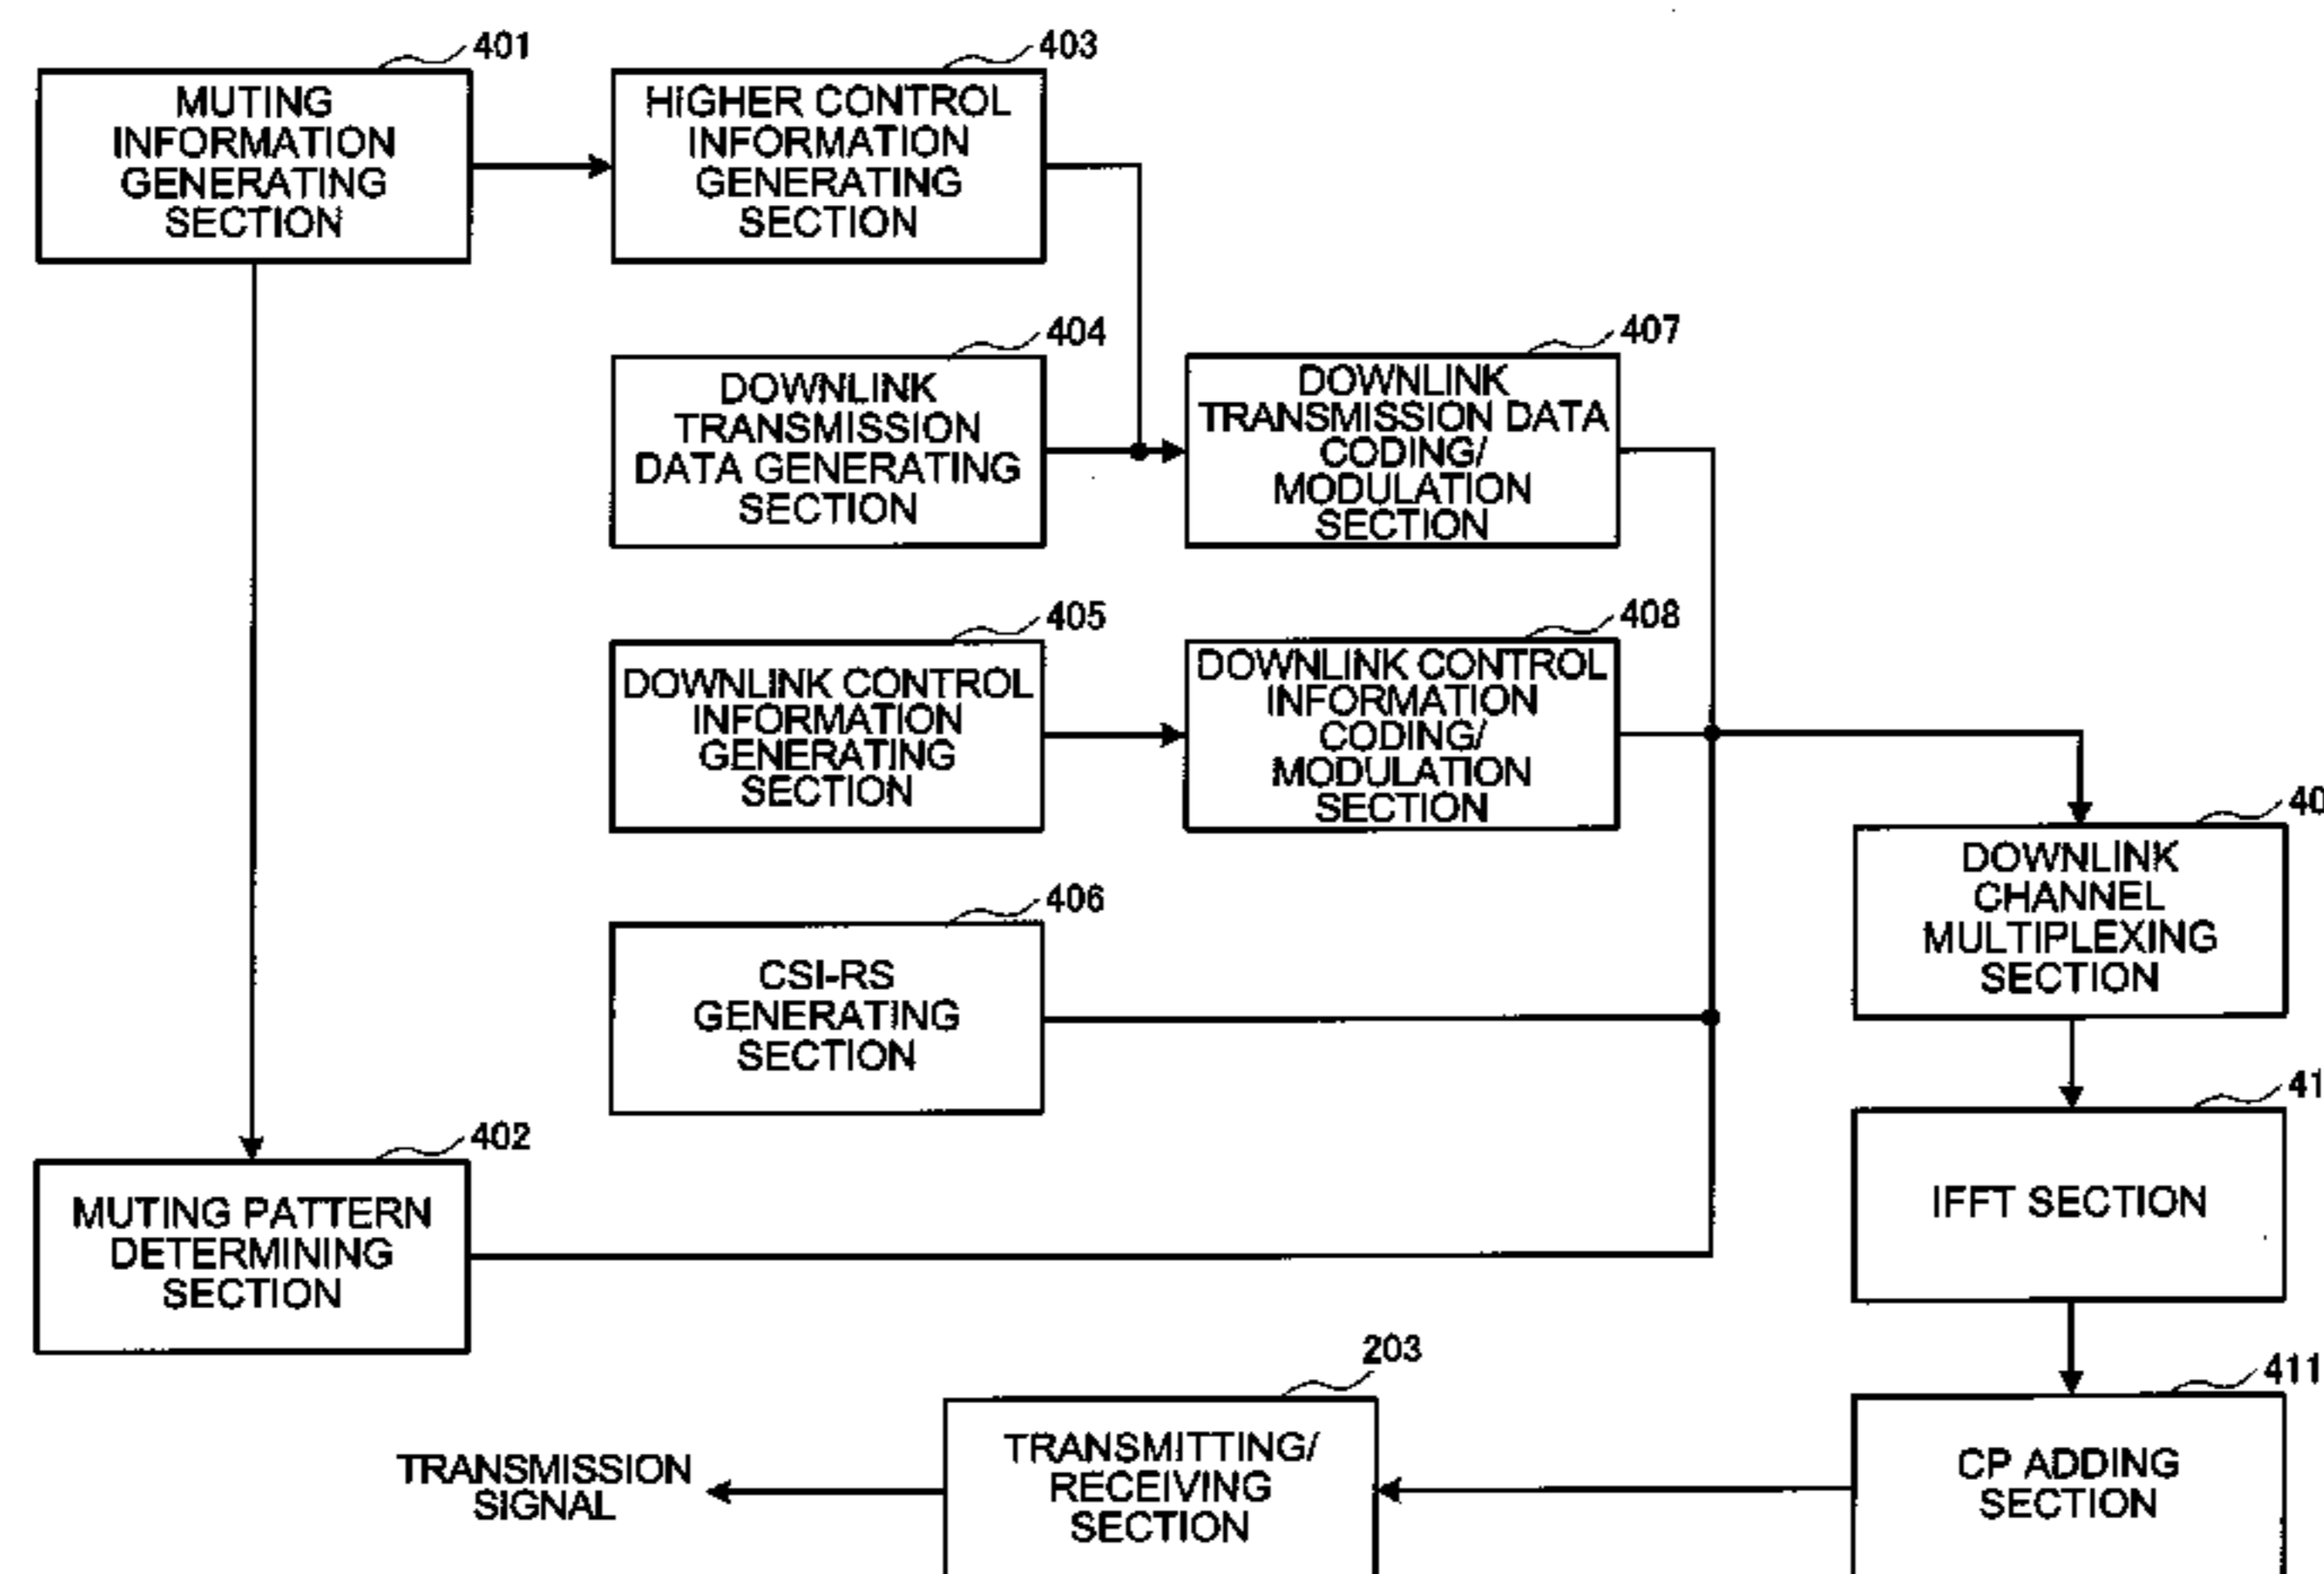 401
MUTING
INFORMATION
GENERATING
SECTION
403
HIGHER CONTROL
INFORMATION
GENERATING
SECTION
404
DOWNLINK
TRANSMISSION
DATA GENERATING
SECTION
407
DOWNLINK
TRANSMISSION DATA
CODING/
MODULATION
SECTION
405
DOWNLINK CONTROL
INFORMATION
GENERATING
SECTION
408
DOWNLINK CONTROL
INFORMATION
CODING/
MODULATION
SECTION
40
DOWNLINK
CHANNEL
MULTIPLEXING
SECTION
406
CSI-RS
GENERATING
SECTION
41
IFFT SECTION
402
MUTING PATTERN
DETERMINING
SECTION
411
CP ADDING
SECTION
203
TRANSMITTING/
RECEIVING
SECTION
TRANSMISSION
SIGNAL